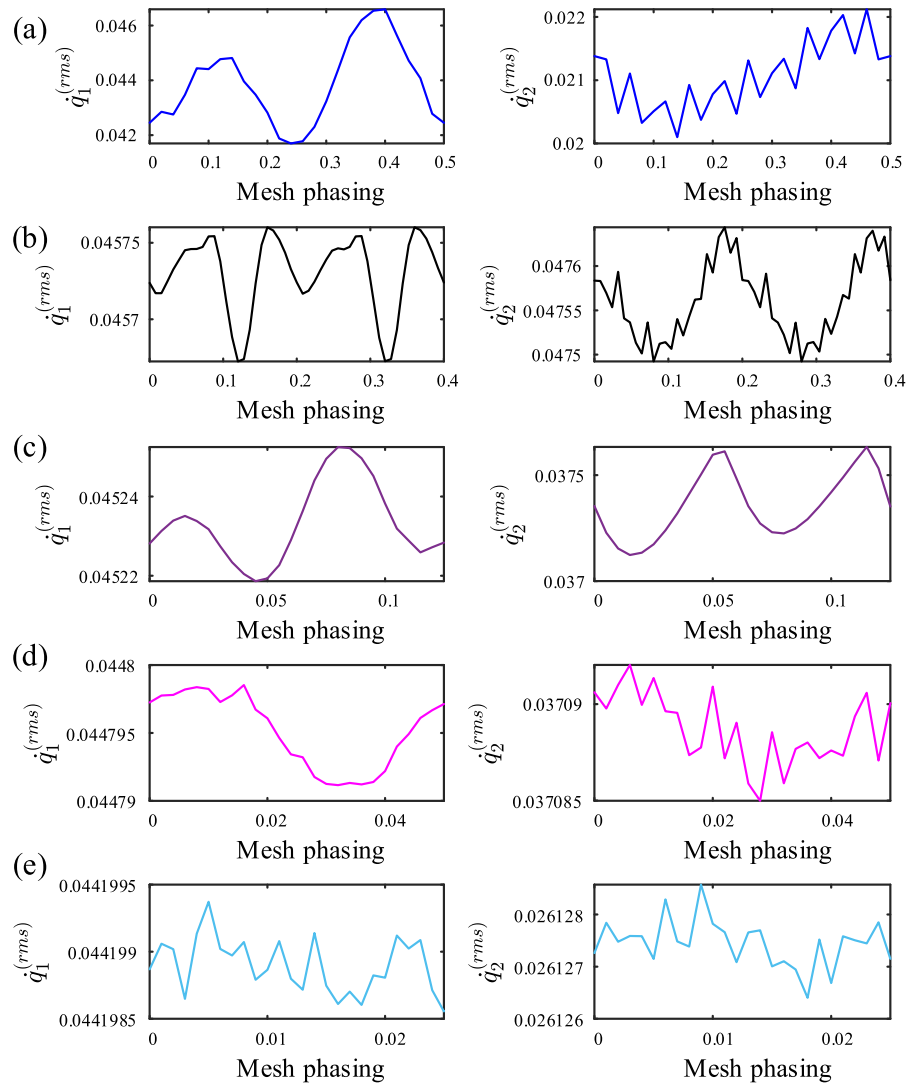 (a)
q̇₁^(rms)
0.046
0.044
0.042
0 0.1 0.2 0.3 0.4 0.5
Mesh phasing
q̇₂^(rms)
0.022
0.021
0.02
0 0.1 0.2 0.3 0.4 0.5
Mesh phasing
(b)
q̇₁^(rms)
0.04575
0.0457
0 0.1 0.2 0.3 0.4
Mesh phasing
q̇₂^(rms)
0.0476
0.04755
0.0475
0 0.1 0.2 0.3 0.4
Mesh phasing
(c)
q̇₁^(rms)
0.04524
0.04522
0 0.05 0.1
Mesh phasing
q̇₂^(rms)
0.0375
0.037
0 0.05 0.1
Mesh phasing
(d)
q̇₁^(rms)
0.0448
0.044795
0.04479
0 0.02 0.04
Mesh phasing
q̇₂^(rms)
0.03709
0.037085
0 0.02 0.04
Mesh phasing
(e)
q̇₁^(rms)
0.0441995
0.044199
0.0441985
0 0.01 0.02
Mesh phasing
q̇₂^(rms)
0.026128
0.026127
0.026126
0 0.01 0.02
Mesh phasing